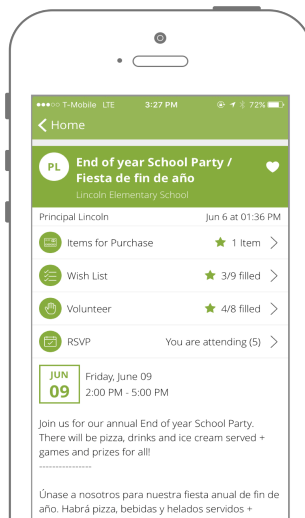 T-Mobile LTE 3:27 PM 72%
Home
PL
End of year School Party /
Fiesta de fin de año
Lincoln Elementary School
Principal Lincoln Jun 6 at 01:36 PM
Items for Purchase 1 Item
Wish List 3/9 filled
Volunteer 4/8 filled
RSVP You are attending (5)
JUN
09
Friday, June 09
2:00 PM - 5:00 PM
Join us for our annual End of year School Party.
There will be pizza, drinks and ice cream served +
games and prizes for all!
----------------
Únase a nosotros para nuestra fiesta anual de fin de
año. Habrá pizza, bebidas y helados servidos +